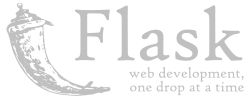 Flask
web development,
one drop at a time